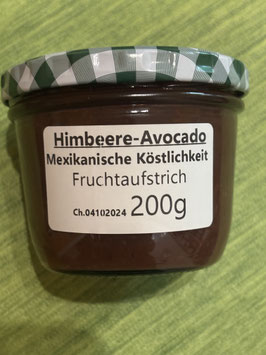 Himbeere-Avocado
Mexikanische Köstlichkeit
Fruchtaufstrich
Ch.04102024 200g